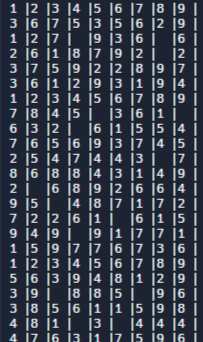 1 |2 |3 |4 |5 |6 |7 |8 |9 |
3 |6 |7 |5 |3 |5 |6 |2 |9 |
1 |2 |7 |  |9 |3 |6 |  |6 |
2 |6 |1 |8 |7 |9 |2 |  |2 |
3 |7 |5 |9 |2 |2 |8 |9 |7 |
3 |6 |1 |2 |9 |3 |1 |9 |4 |
1 |2 |3 |4 |5 |6 |7 |8 |9 |
7 |8 |4 |5 |  |3 |6 |1 |  |
6 |3 |2 |  |6 |1 |5 |5 |4 |
7 |6 |5 |6 |9 |3 |7 |4 |5 |
2 |5 |4 |7 |4 |4 |3 |  |7 |
8 |6 |8 |8 |4 |3 |1 |4 |9 |
2 |  |6 |8 |9 |2 |6 |6 |4 |
9 |5 |  |4 |8 |7 |1 |7 |2 |
7 |2 |2 |6 |1 |  |6 |1 |5 |
9 |4 |9 |  |9 |1 |7 |7 |1 |
1 |5 |9 |7 |7 |6 |7 |3 |6 |
1 |2 |3 |4 |5 |6 |7 |8 |9 |
5 |6 |3 |9 |4 |8 |1 |2 |9 |
3 |9 |  |8 |8 |5 |  |9 |6 |
3 |8 |5 |6 |1 |1 |5 |9 |8 |
4 |8 |1 |  |3 |  |4 |4 |4 |
4 |7 |6 |3 |1 |7 |5 |9 |6 |